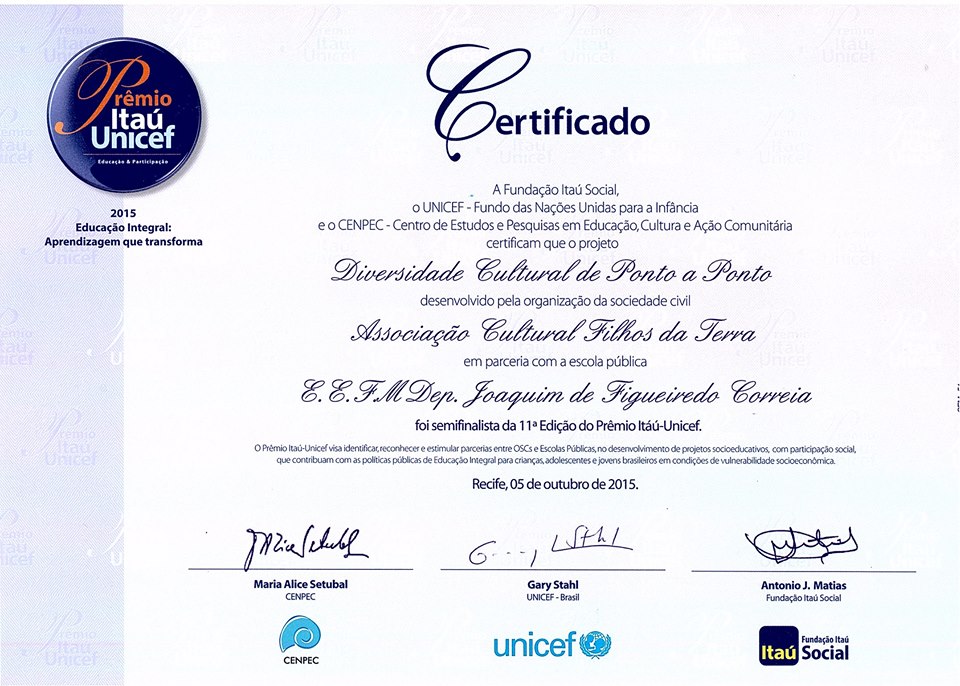 Prêmio
Itaú
Unicef
Educação & Participação
2015
Educação Integral:
Aprendizagem que transforma
Certificado
A Fundação Itaú Social,
o UNICEF - Fundo das Nações Unidas para a Infância
e o CENPEC - Centro de Estudos e Pesquisas em Educação, Cultura e Ação Comunitária
certificam que o projeto
Diversidade Cultural de Ponto a Ponto
desenvolvido pela organização da sociedade civil
Associação Cultural Filhos da Terra
em parceria com a escola pública
E.E.F.M Dep. Joaquim de Figueiredo Correia
foi semifinalista da 11ª Edição do Prêmio Itáú-Unicef.
O Prêmio Itaú-Unicef visa identificar, reconhecer e estimular parcerias entre OSCs e Escolas Públicas, no desenvolvimento de projetos socioeducativos, com participação social,
que contribuam com as políticas públicas de Educação Integral para crianças, adolescentes e jovens brasileiros em condições de vulnerabilidade socioeconômica.
Recife, 05 de outubro de 2015.
Maria Alice Setubal
CENPEC
Gary Stahl
UNICEF - Brasil
Antonio J. Matias
Fundação Itaú Social
CENPEC
unicef
Itaú
Fundação Itaú
Social